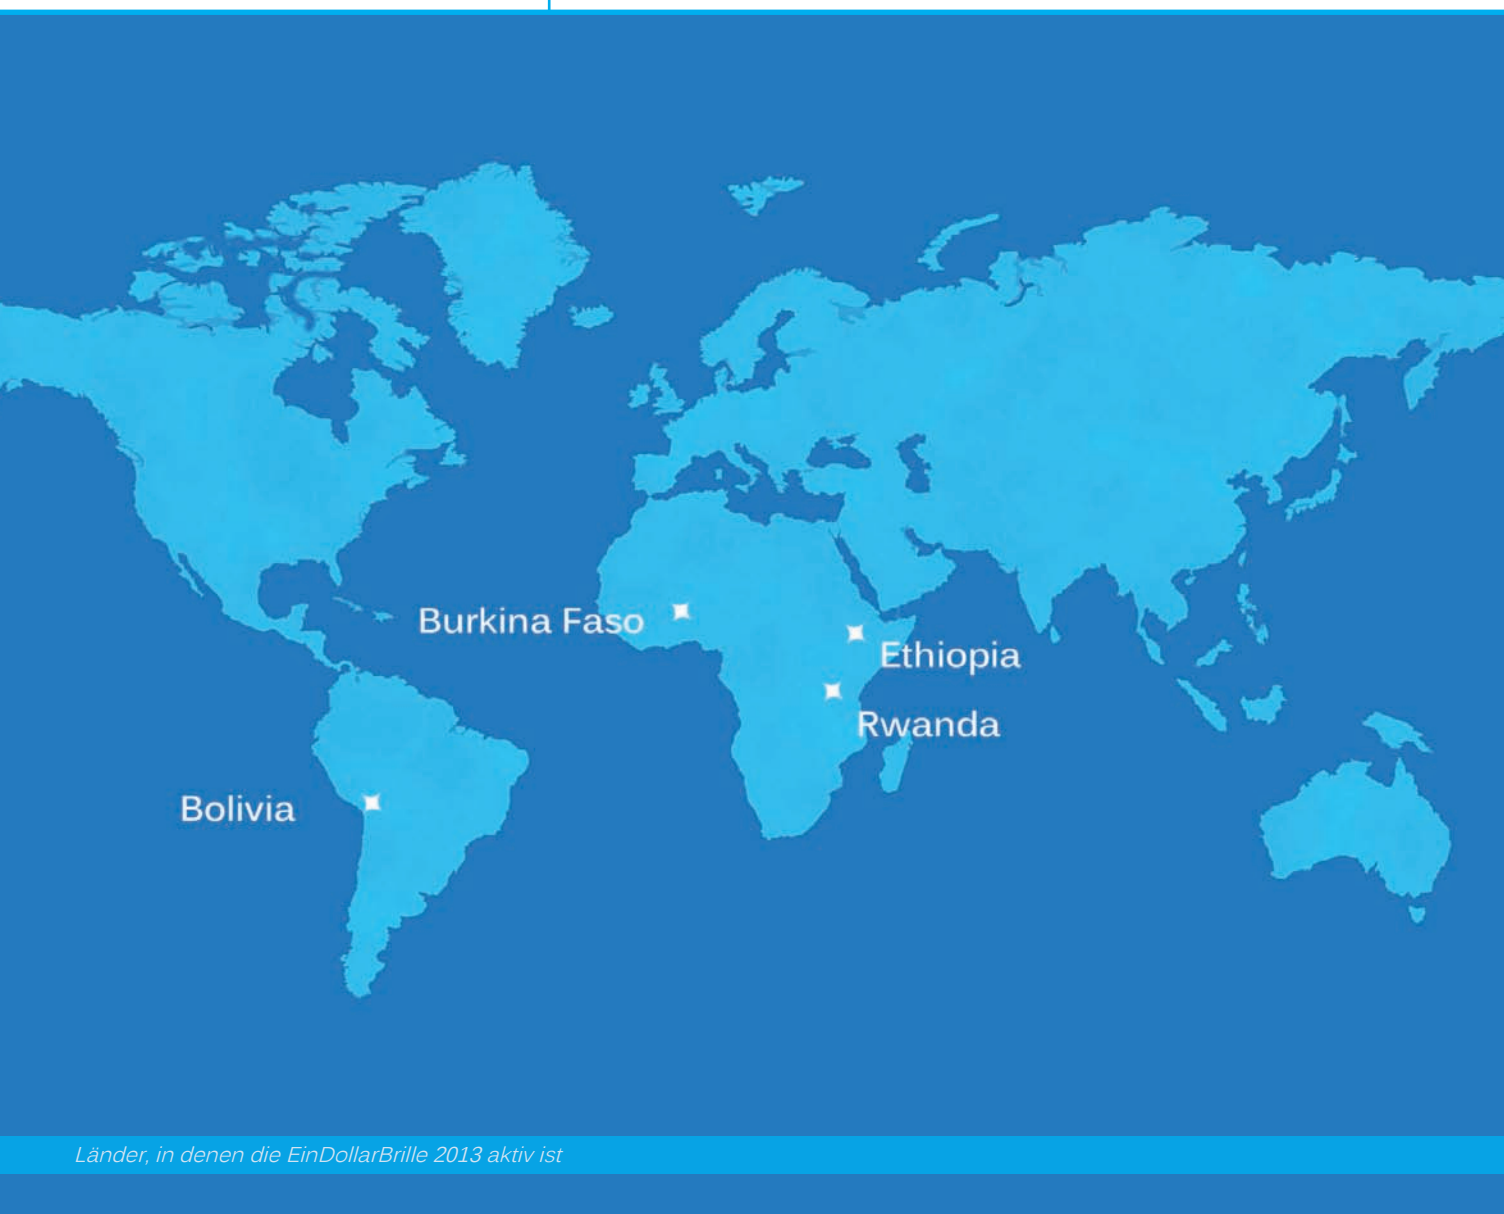 Burkina Faso
Ethiopia
Rwanda
Bolivia
Länder, in denen die EinDollarBrille 2013 aktiv ist